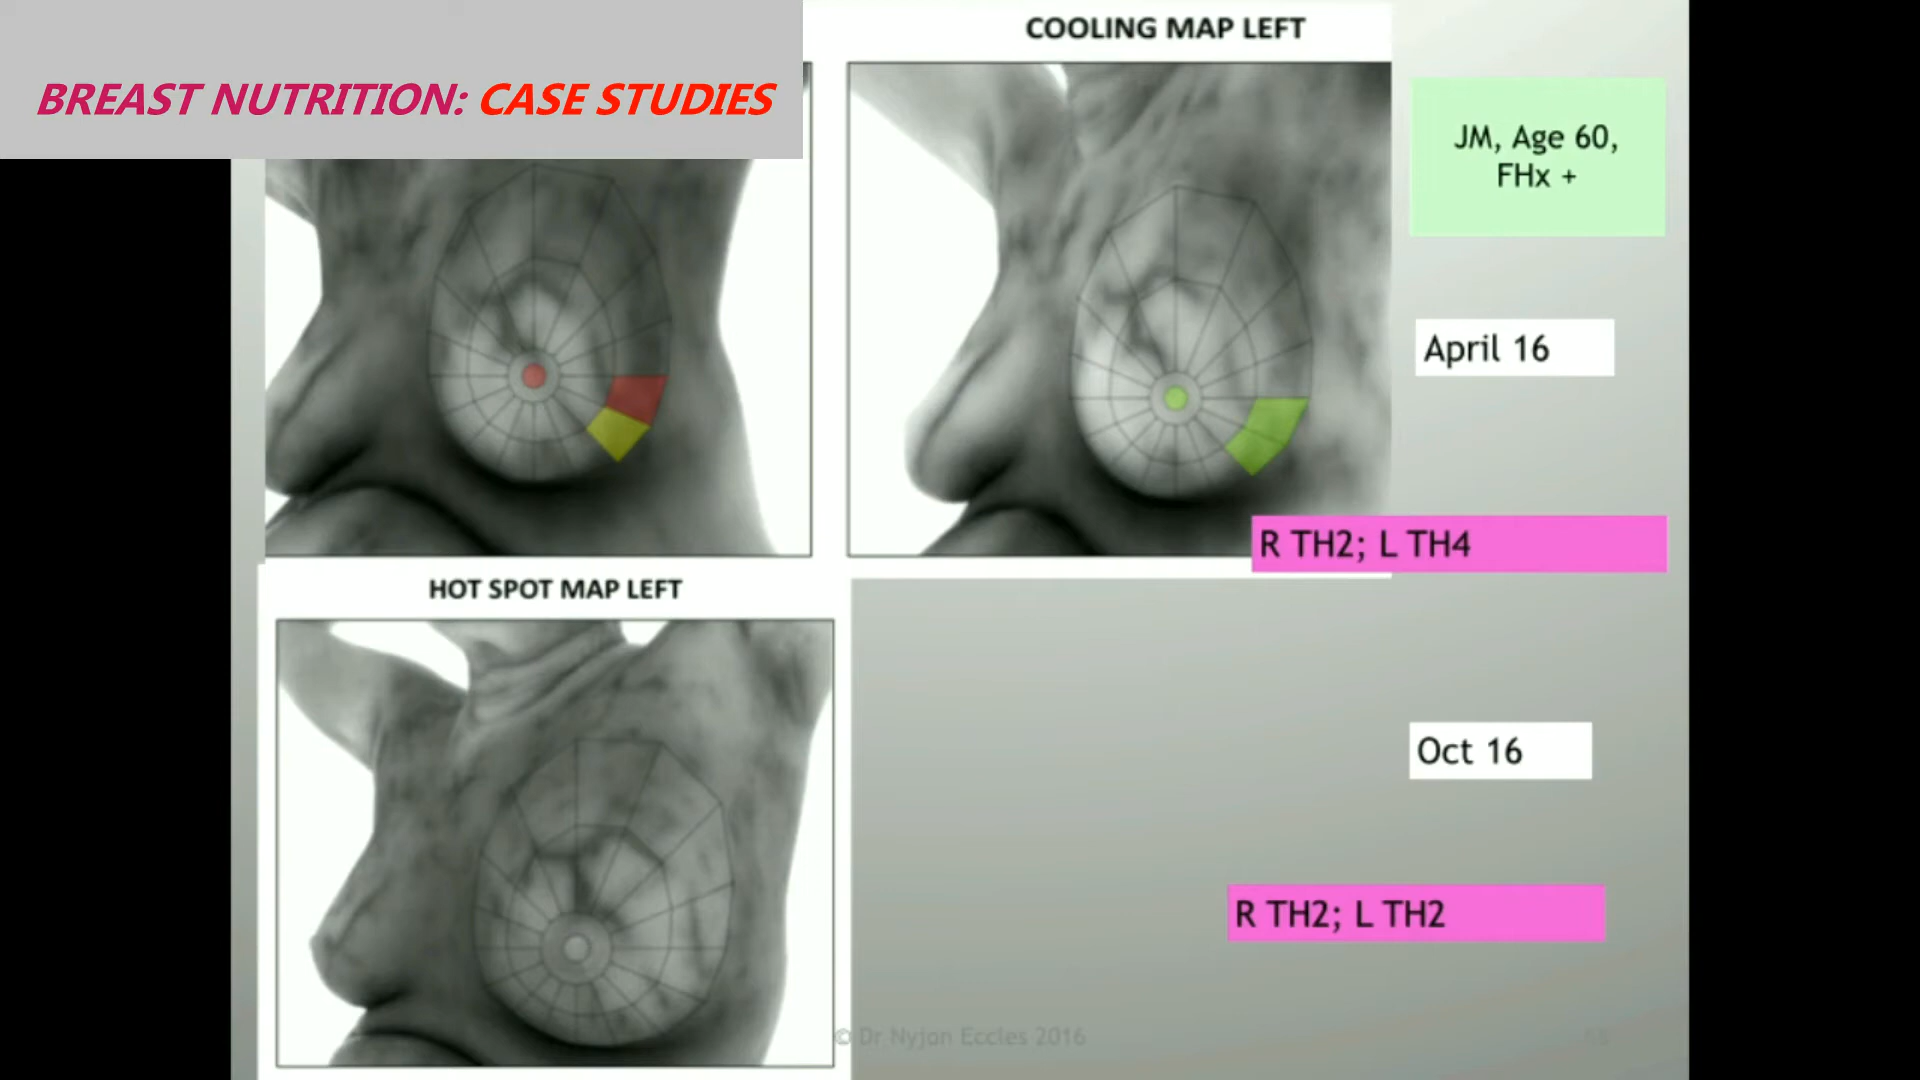 BREAST NUTRITION: CASE STUDIES
COOLING MAP LEFT
JM, Age 60,
FHx +
April 16
R TH2; L TH4
HOT SPOT MAP LEFT
Oct 16
R TH2; L TH2
© Dr Nyjon Eccles 2016